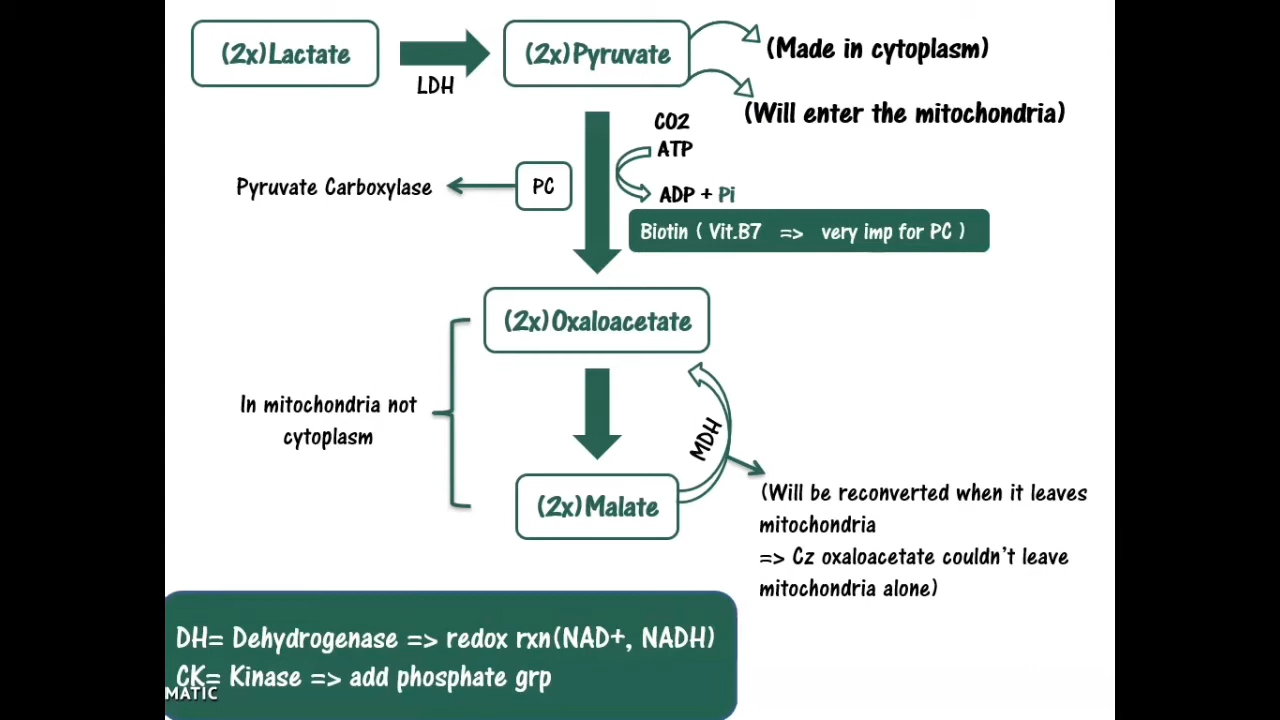 (2x)Lactate
LDH
(2x)Pyruvate
(Made in cytoplasm)
(Will enter the mitochondria)
CO2
ATP
ADP + Pi
Pyruvate Carboxylase
PC
Biotin ( Vit.B7 => very imp for PC )
(2x)Oxaloacetate
In mitochondria not
cytoplasm
MDH
(2x)Malate
(Will be reconverted when it leaves
mitochondria
=> Cz oxaloacetate couldn't leave
mitochondria alone)
DH= Dehydrogenase => redox rxn(NAD+, NADH)
CK= Kinase => add phosphate grp
MATIC